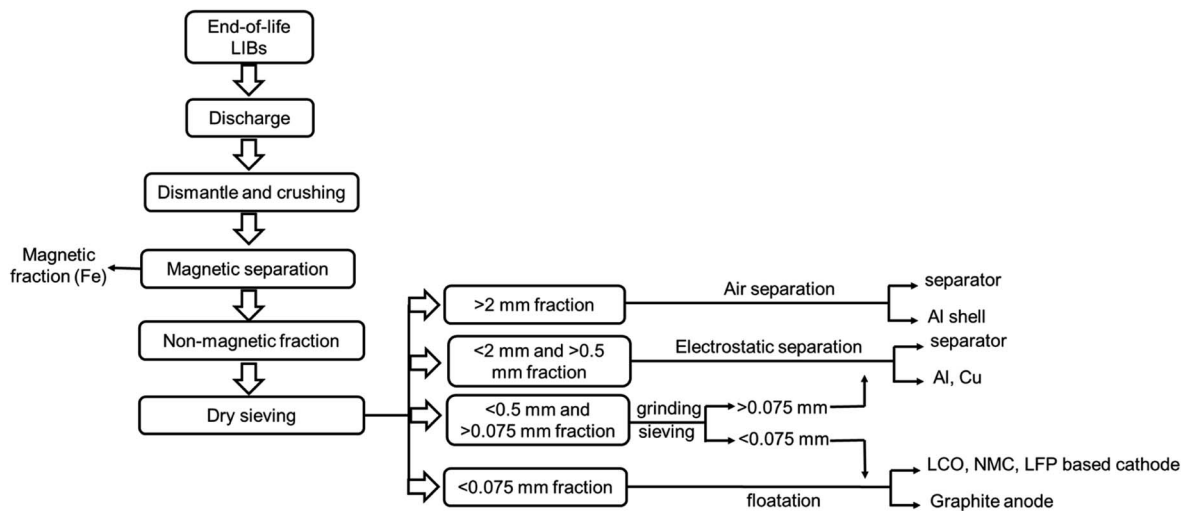 End-of-life
LIBs
Discharge
Dismantle and crushing
Magnetic
fraction (Fe)
Magnetic separation
Non-magnetic fraction
Dry sieving
>2 mm fraction
Air separation
separator
Al shell
<2 mm and >0.5
mm fraction
Electrostatic separation
separator
Al, Cu
<0.5 mm and
>0.075 mm fraction
grinding
sieving
>0.075 mm
<0.075 mm
<0.075 mm fraction
floatation
LCO, NMC, LFP based cathode
Graphite anode